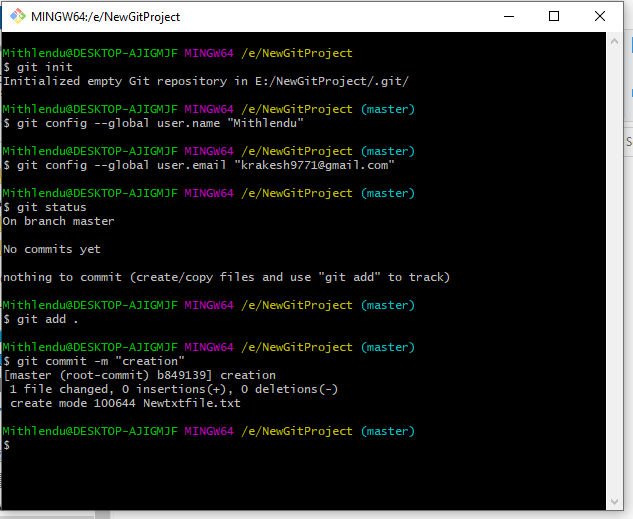 MINGW64:/e/NewGitProject
Mithlendu@DESKTOP-AJIGMJF MINGW64 /e/NewGitProject
$ git init
Initialized empty Git repository in E:/NewGitProject/.git/
Mithlendu@DESKTOP-AJIGMJF MINGW64 /e/NewGitProject (master)
$ git config --global user.name "Mithlendu"
Mithlendu@DESKTOP-AJIGMJF MINGW64 /e/NewGitProject (master)
$ git config --global user.email "krakesh9771@gmail.com"
Mithlendu@DESKTOP-AJIGMJF MINGW64 /e/NewGitProject (master)
$ git status
On branch master
No commits yet
nothing to commit (create/copy files and use "git add" to track)
Mithlendu@DESKTOP-AJIGMJF MINGW64 /e/NewGitProject (master)
$ git add .
Mithlendu@DESKTOP-AJIGMJF MINGW64 /e/NewGitProject (master)
$ git commit -m "creation"
[master (root-commit) b849139] creation
 1 file changed, 0 insertions(+), 0 deletions(-)
 create mode 100644 Newtxtfile.txt
Mithlendu@DESKTOP-AJIGMJF MINGW64 /e/NewGitProject (master)
$